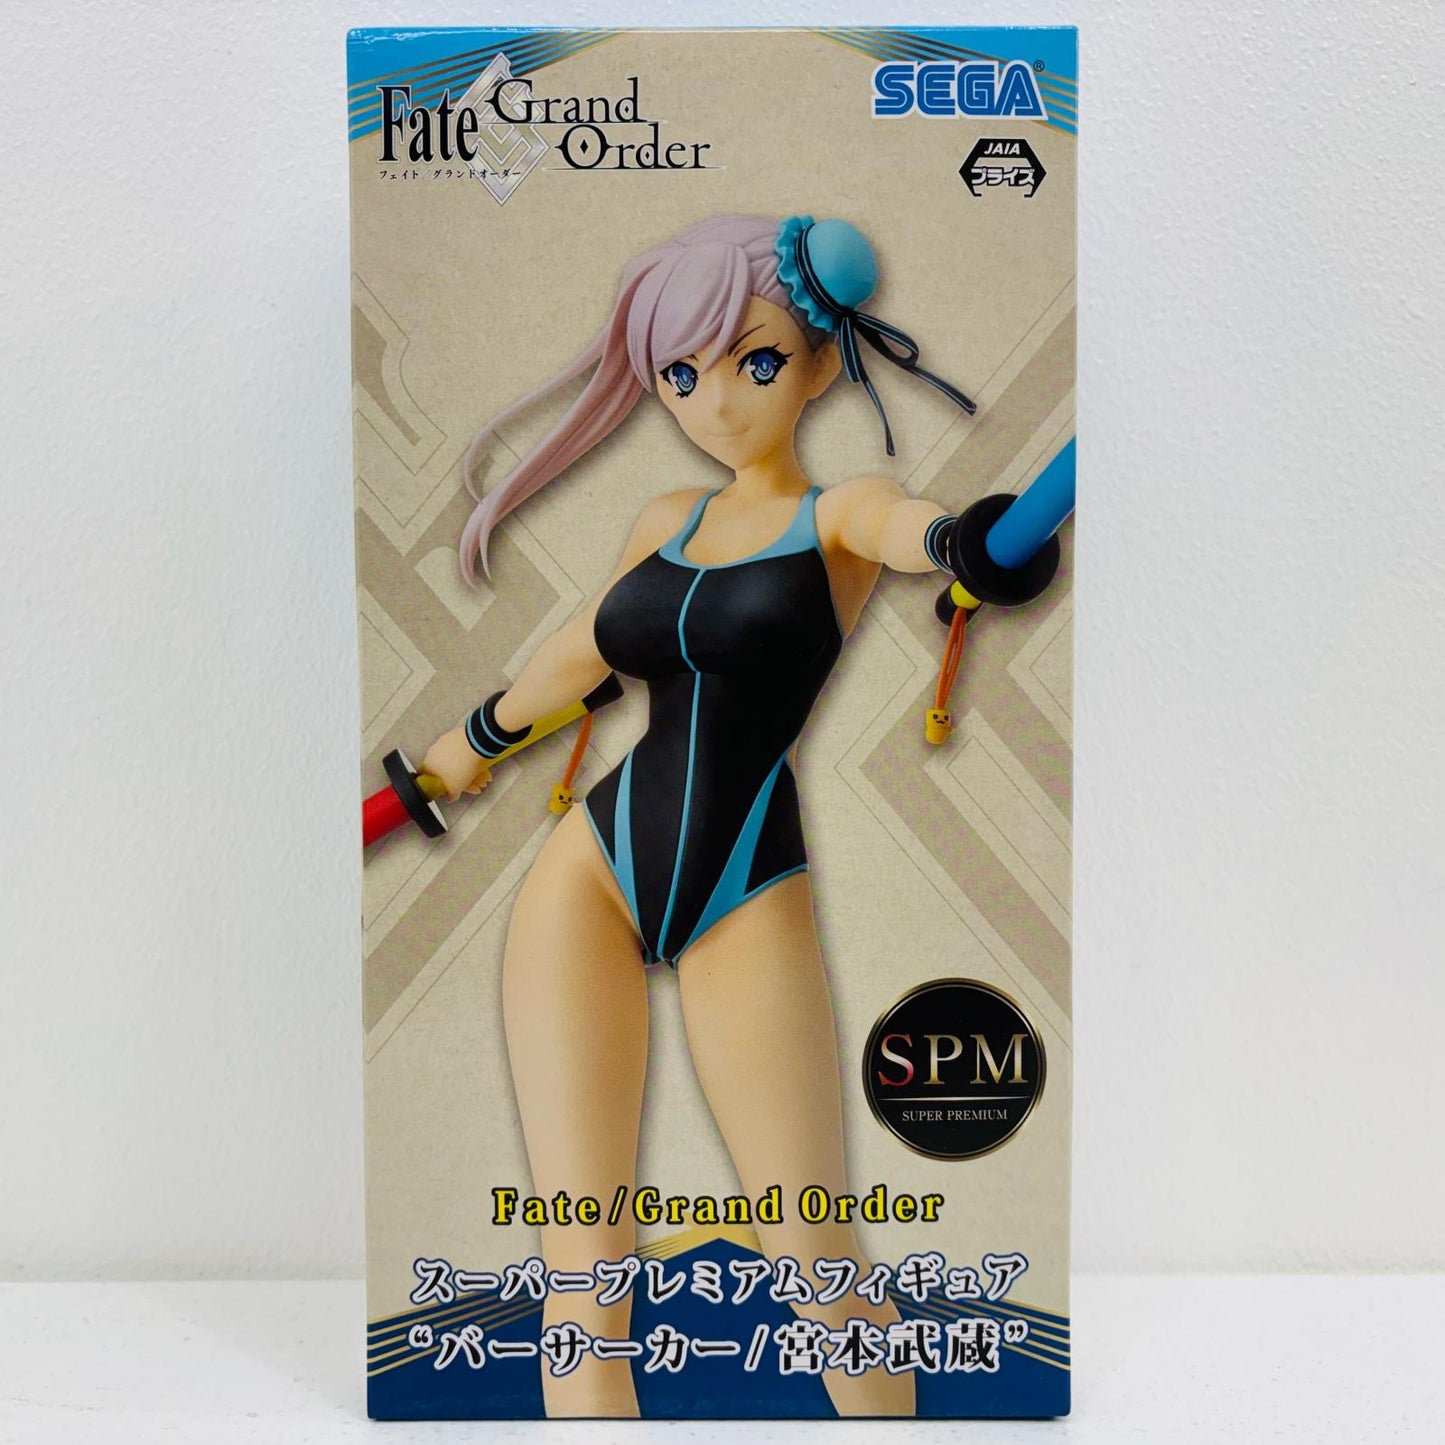 Fate
Grand
Order
フェイト/グランドオーダー
SEGA®
JAIA
プライズ
SPM
SUPER PREMIUM
Fate/Grand Order
スーパープレミアムフィギュア
“バーサーカー/宮本武蔵”